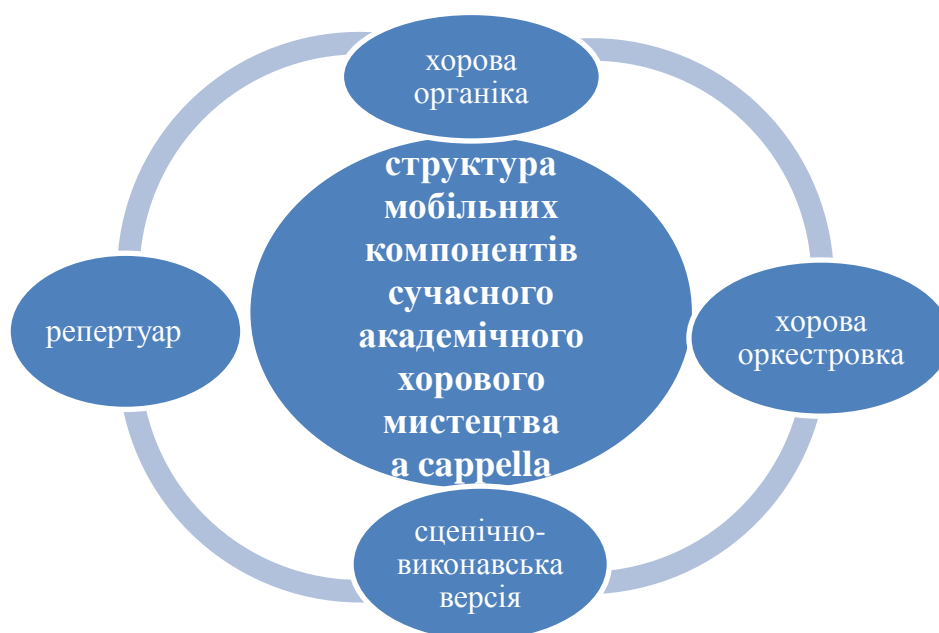 хорова
органіка
структура
мобільних
компонентів
сучасного
академічного
хорового
мистецтва
a cappella
репертуар
хорова
оркестровка
сценічно-
виконавська
версія